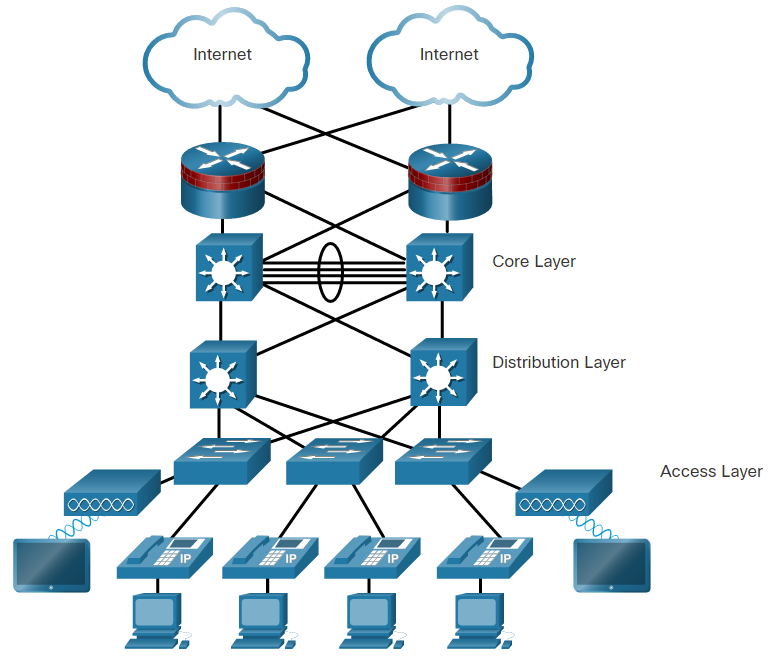 Internet
Internet
Core Layer
Distribution Layer
Access Layer
IP
IP
IP
IP